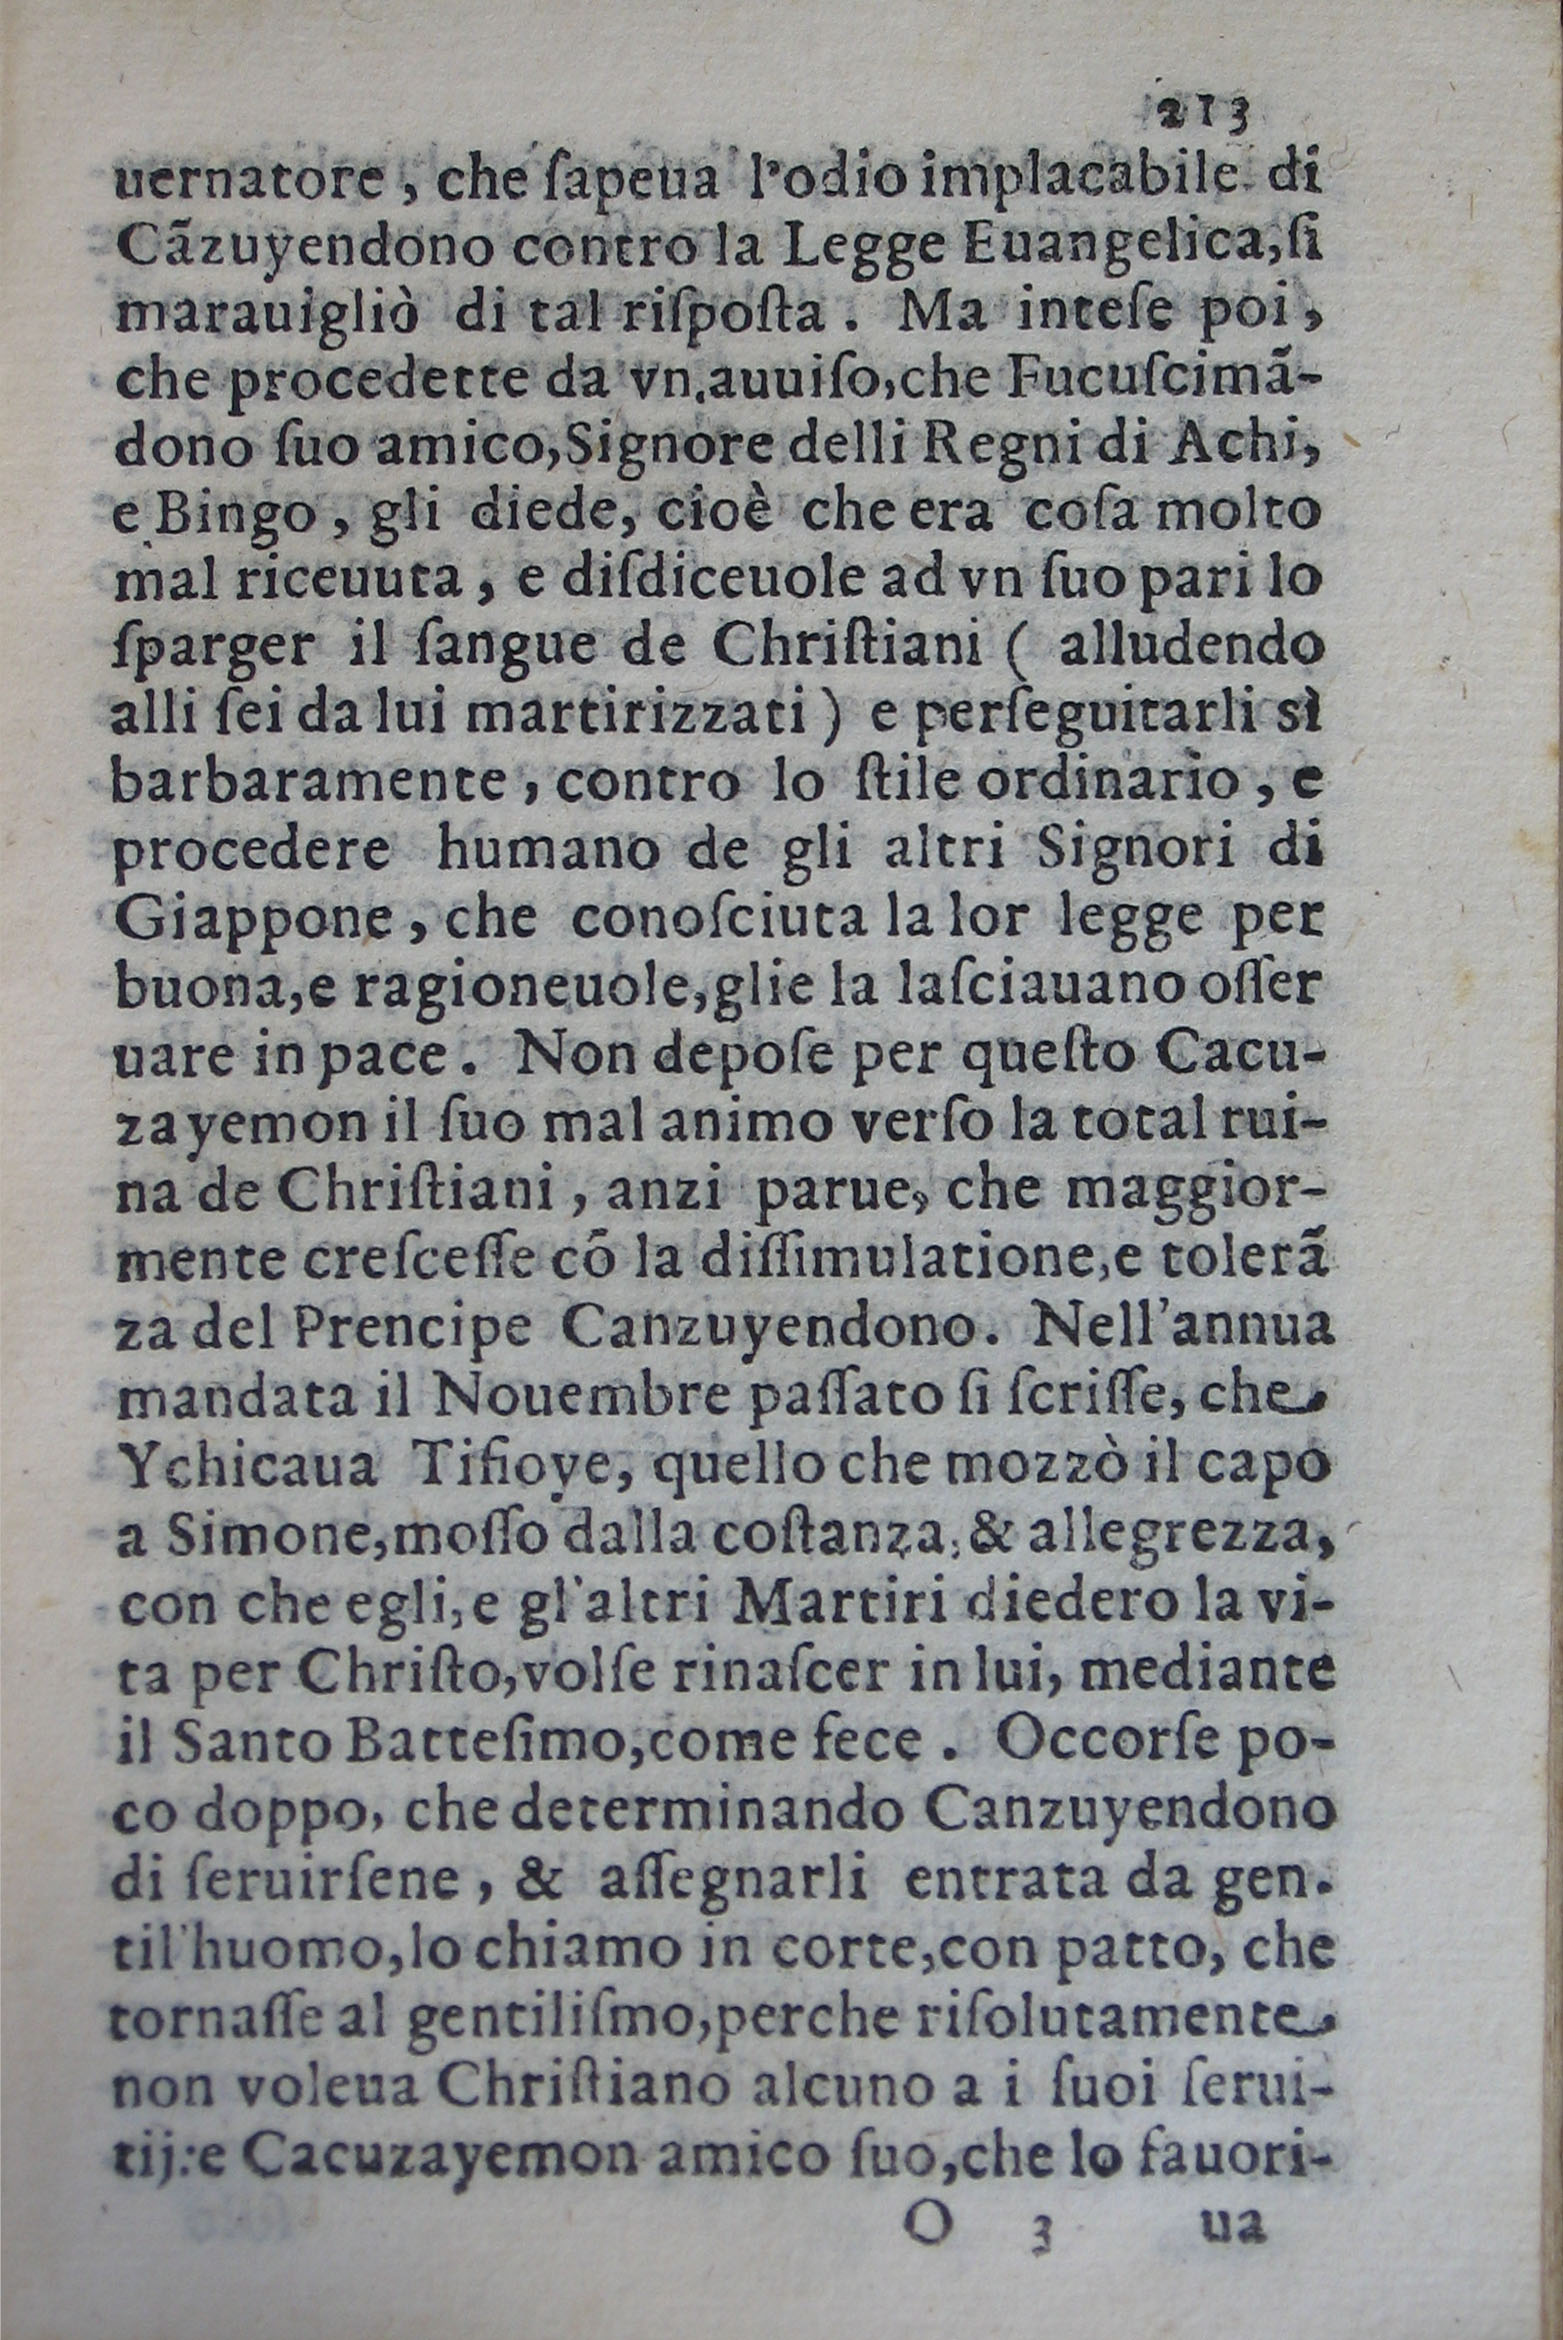 213
uernatore, che ſapeua l'odio implacabile di
Cãzuyendono contro la Legge Euangelica, ſi
marauigliò di tal riſpoſta. Ma inteſe poi,
che procedette da vn. auuiſo, che Fucuſcimã-
dono ſuo amico, Signore delli Regni di Achi,
e Bingo, gli diede, cioè che era coſa molto
mal riceuuta, e diſdiceuole ad vn ſuo pari lo
ſparger il ſangue de Chriſtiani ( alludendo
alli ſei da lui martirizzati ) e perſeguitarli sì
barbaramente, contro lo ſtile ordinario, e
procedere humano de gli altri Signori di
Giappone, che conoſciuta la lor legge per
buona, e ragioneuole, glie la laſciauano oſſer
uare in pace. Non depoſe per queſto Cacu-
zayemon il ſuo mal animo verſo la total rui-
na de Chriſtiani, anzi parue, che maggior-
mente creſceſſe cõ la diſſimulatione, e tolerã
za del Prencipe Canzuyendono. Nell'annua
mandata il Nouembre paſſato ſi ſcriſſe, che
Ychicaua Tifioye, quello che mozzò il capo
a Simone, moſſo dalla coſtanza, & allegrezza,
con che egli, e gl'altri Martiri diedero la vi-
ta per Chriſto, volſe rinaſcer in lui, mediante
il Santo Batteſimo, come fece. Occorſe po-
co doppo, che determinando Canzuyendono
di ſeruirſene, & aſſegnarli entrata da gen.
til'huomo, lo chiamo in corte, con patto, che
tornaſſe al gentiliſmo, perche riſolutamente
non voleua Chriſtiano alcuno a i ſuoi ſerui-
tij: e Cacuzayemon amico ſuo, che lo fauori-
O 3 ua